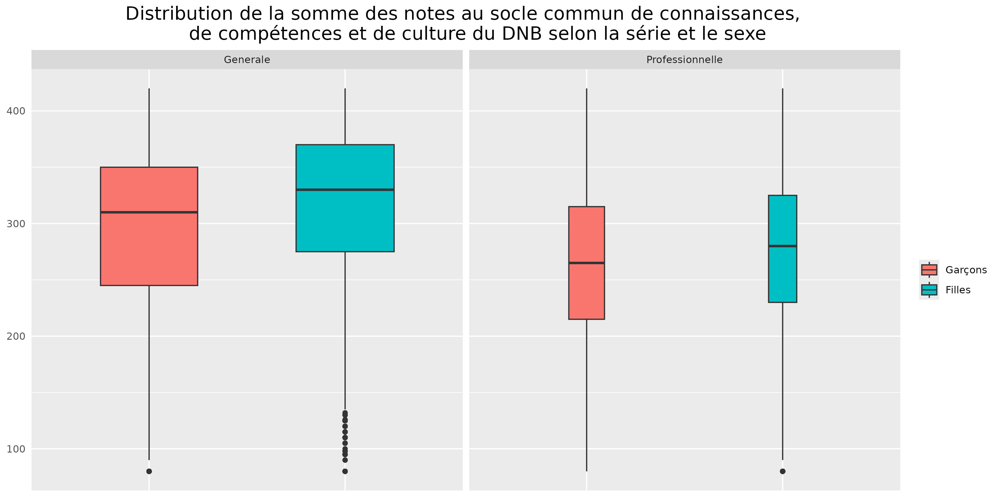 Distribution de la somme des notes au socle commun de connaissances,
de compétences et de culture du DNB selon la série et le sexe
Generale
Professionnelle
400
300
200
100
Garçons
Filles